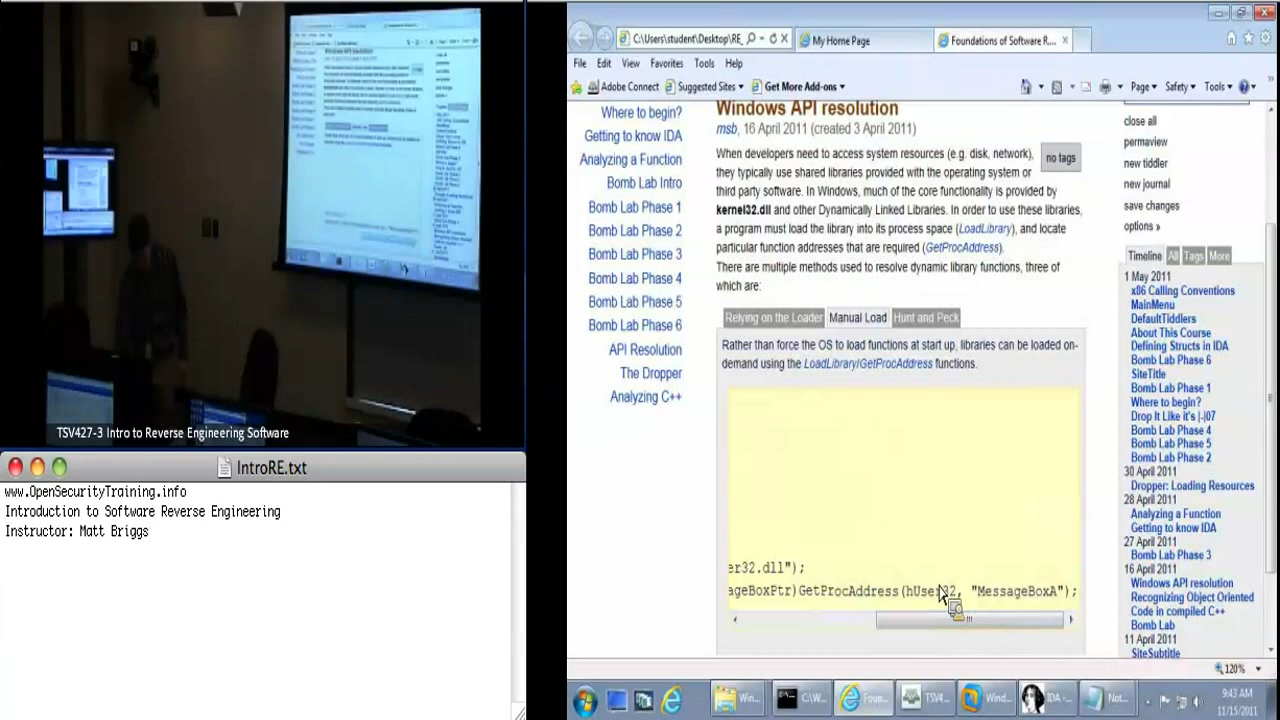 TSV427-3 Intro to Reverse Engineering Software
IntroRE.txt
www.OpenSecurityTraining.info
Introduction to Software Reverse Engineering
Instructor: Matt Briggs
C:\Users\student\Desktop\
My Home Page
Foundations of Software R...
File Edit View Favorites Tools Help
Adobe Connect Suggested Sites Get More Add-ons
Page Safety Tools
Where to begin?
Getting to know IDA
Analyzing a Function
Bomb Lab Intro
Bomb Lab Phase 1
Bomb Lab Phase 2
Bomb Lab Phase 3
Bomb Lab Phase 4
Bomb Lab Phase 5
Bomb Lab Phase 6
API Resolution
The Dropper
Analyzing C++
Windows API resolution
msb, 16 April 2011 (created 3 April 2011)
no tags
When developers need to access system resources (e.g. disk, network),
they typically use shared libraries provided with the operating system or
third party software. In Windows, much of the core functionality is provided by
kernel32.dll and other Dynamically Linked Libraries. In order to use these libraries,
a program must load the library into its process space (LoadLibrary), and locate
particular function addresses that are required (GetProcAddress).
There are multiple methods used to resolve dynamic library functions, three of
which are:
Relying on the Loader Manual Load Hunt and Peck
Rather than force the OS to load functions at start up, libraries can be loaded on-
demand using the LoadLibrary/GetProcAddress functions.
er32.dll");
ageBoxPtr)GetProcAddress(hUser32, "MessageBoxA");
close all
permaview
new tiddler
new journal
save changes
options »
Timeline All Tags More
1 May 2011
x86 Calling Conventions
MainMenu
DefaultTiddlers
About This Course
Defining Structs in IDA
Bomb Lab Phase 6
SiteTitle
Bomb Lab Phase 1
Where to begin?
Drop It Like it's |-|07
Bomb Lab Phase 4
Bomb Lab Phase 5
Bomb Lab Phase 2
30 April 2011
Dropper: Loading Resources
28 April 2011
Analyzing a Function
Getting to know IDA
27 April 2011
Bomb Lab Phase 3
16 April 2011
Windows API resolution
Recognizing Object Oriented
Code in compiled C++
Bomb Lab
11 April 2011
SiteSubtitle
120%
Win... C:\W... Foun... TSV4... Wind... IDA -... Not...
9:43 AM
11/15/2011